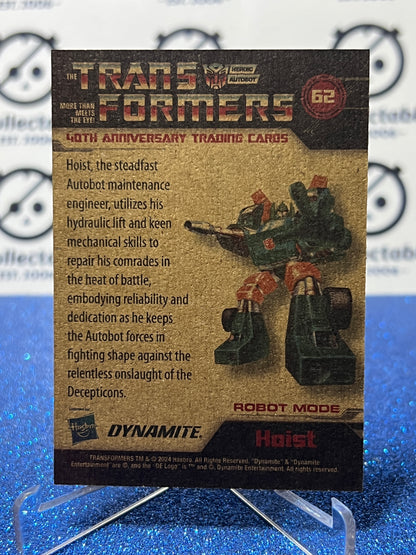 THE TRANSFORMERS
HEROIC AUTOBOT
62
MORE THAN MEETS THE EYE!
40TH ANNIVERSARY TRADING CARDS
Hoist, the steadfast
Autobot maintenance
engineer, utilizes his
hydraulic lift and keen
mechanical skills to
repair his comrades in
the heat of battle,
embodying reliability and
dedication as he keeps
the Autobot forces in
fighting shape against the
relentless onslaught of the
Decepticons.
ROBOT MODE
Hasbro
DYNAMITE.
Hoist
TRANSFORMERS TM & © 2024 Hasbro. All Rights Reserved. "Dynamite" & "Dynamite
Entertainment" are ©, and the "DE Logo" is ™ and ©, Dynamite Entertainment. All rights reserved.